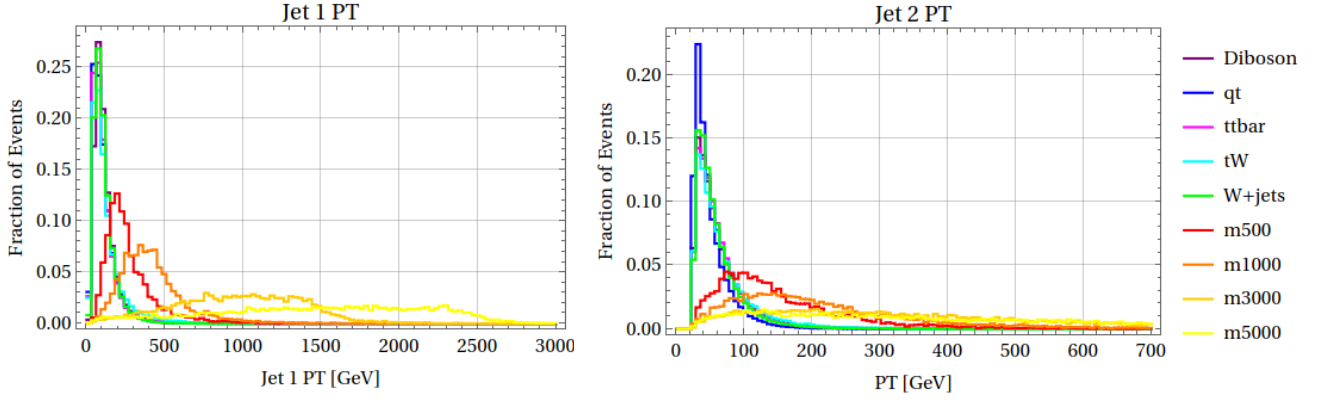 Jet 1 PT
Fraction of Events
0.25
0.20
0.15
0.10
0.05
0.00
0 500 1000 1500 2000 2500 3000
Jet 1 PT [GeV]
Jet 2 PT
Fraction of Events
0.20
0.15
0.10
0.05
0.00
0 100 200 300 400 500 600 700
PT [GeV]
Diboson
qt
ttbar
tW
W+jets
m500
m1000
m3000
m5000